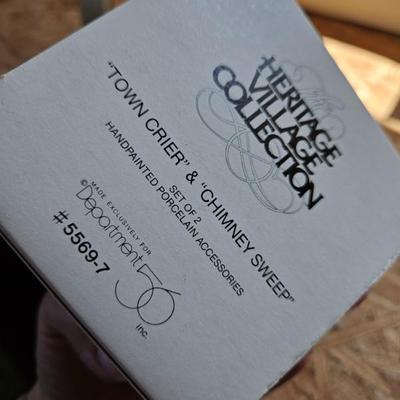 The
HERITAGE
VILLAGE
COLLECTION
"TOWN CRIER" & "CHIMNEY SWEEP"
SET OF 2
HANDPAINTED PORCELAIN ACCESSORIES
MADE EXCLUSIVELY FOR
© Department 56
Inc.
#5569-7